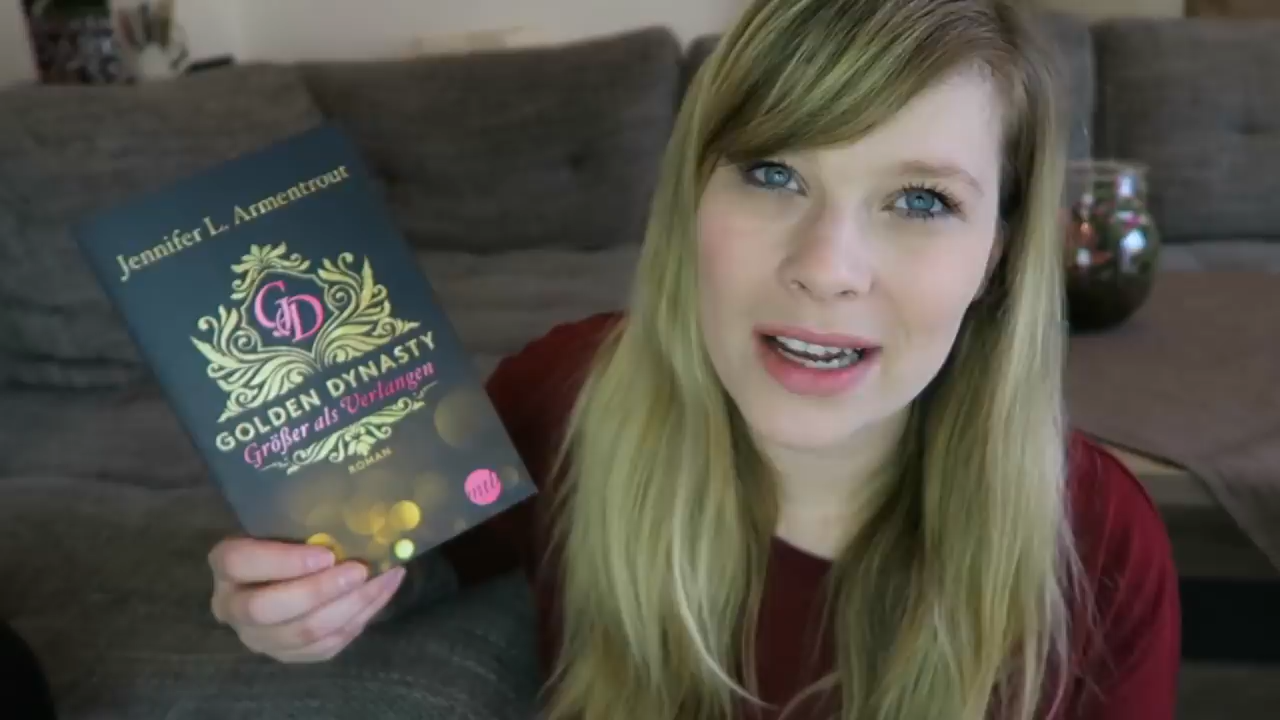 Jennifer L. Armentrout
GD
GOLDEN DYNASTY
Größer als Verlangen
ROMAN
mtb